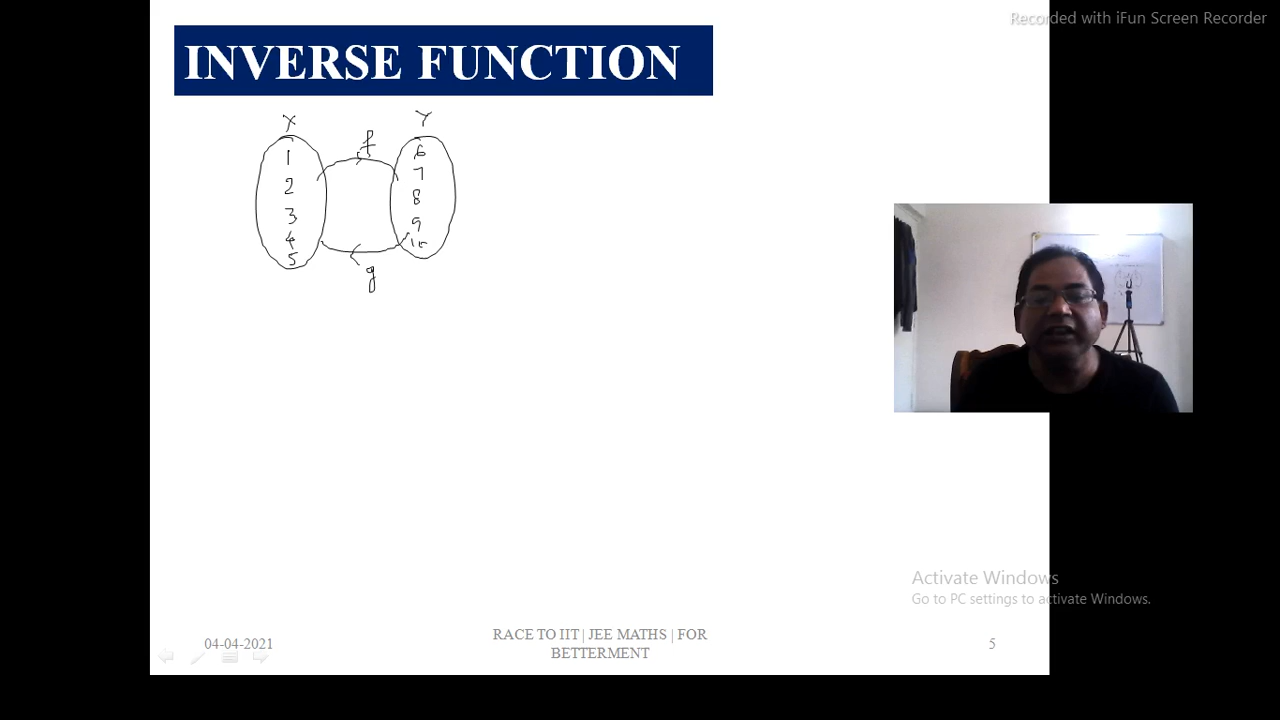 Recorded with iFun Screen Recorder
INVERSE FUNCTION
X Y
f
1 6
2 7
3 8
4 9
5 10
g
Activate Windows
Go to PC settings to activate Windows.
04-04-2021
RACE TO IIT | JEE MATHS | FOR
BETTERMENT
5